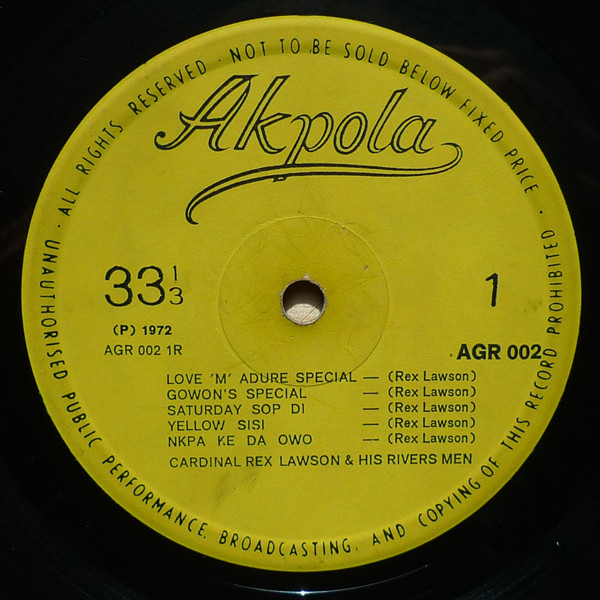 UNAUTHORISED PUBLIC PERFORMANCE, BROADCASTING, AND COPYING OF THIS RECORD PROHIBITED · ALL RIGHTS RESERVED · NOT TO BE SOLD BELOW FIXED PRICE ·
Akpola
33 1/3
1
(P) 1972
AGR 002 1R
AGR 002
LOVE 'M' ADURE SPECIAL — (Rex Lawson)
GOWON'S SPECIAL — (Rex Lawson)
SATURDAY SOP DI — (Rex Lawson)
YELLOW SISI — (Rex Lawson)
NKPA KE DA OWO — (Rex Lawson)
CARDINAL REX LAWSON & HIS RIVERS MEN